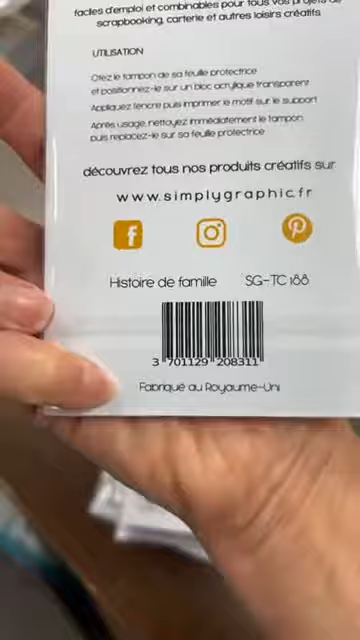 faciles d'emploi et combinables pour tous vos projets de
scrapbooking, carterie et autres loisirs créatifs
UTILISATION
Otez le tampon de sa feuille protectrice
et positionnez-le sur un bloc acrylique transparent
Appliquez l'encre puis imprimer le motif sur le support
Après usage, nettoyez immédiatement le tampon
puis replacez-le sur sa feuille protectrice
découvrez tous nos produits créatifs sur
www.simplygraphic.fr
Histoire de famille SG-TC 188
3 701129 208311
Fabriqué au Royaume-Uni